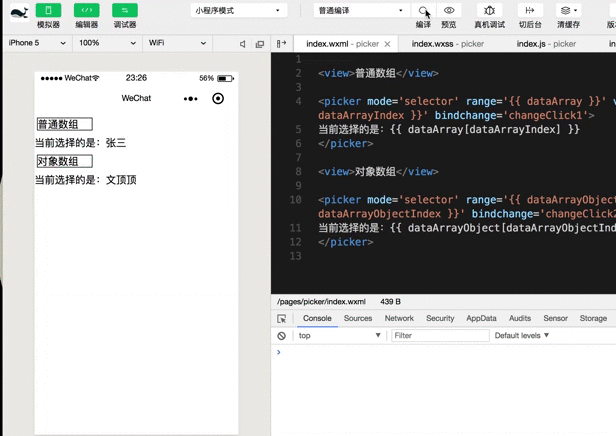 小程序模式
普通编译
模拟器 编辑器 调试器 编译 预览 真机调试 切后台 清缓存
iPhone 5 100% WiFi
index.wxml - picker × index.wxss - picker index.js - picker
WeChat 23:26 56%
WeChat
普通数组
当前选择的是：张三
对象数组
当前选择的是：文顶顶
1
2 <view>普通数组</view>
3
4 <picker mode='selector' range='{{ dataArray }}' v
dataArrayIndex }}' bindchange='changeClick1'>
5 当前选择的是：{{ dataArray[dataArrayIndex] }}
6 </picker>
7
8 <view>对象数组</view>
9
10 <picker mode='selector' range='{{ dataArrayObject
dataArrayObjectIndex }}' bindchange='changeClick2
11 当前选择的是：{{ dataArrayObject[dataArrayObjectInd
12 </picker>
13
/pages/picker/index.wxml 439 B
Console Sources Network Security AppData Audits Sensor Storage
top Filter Default levels